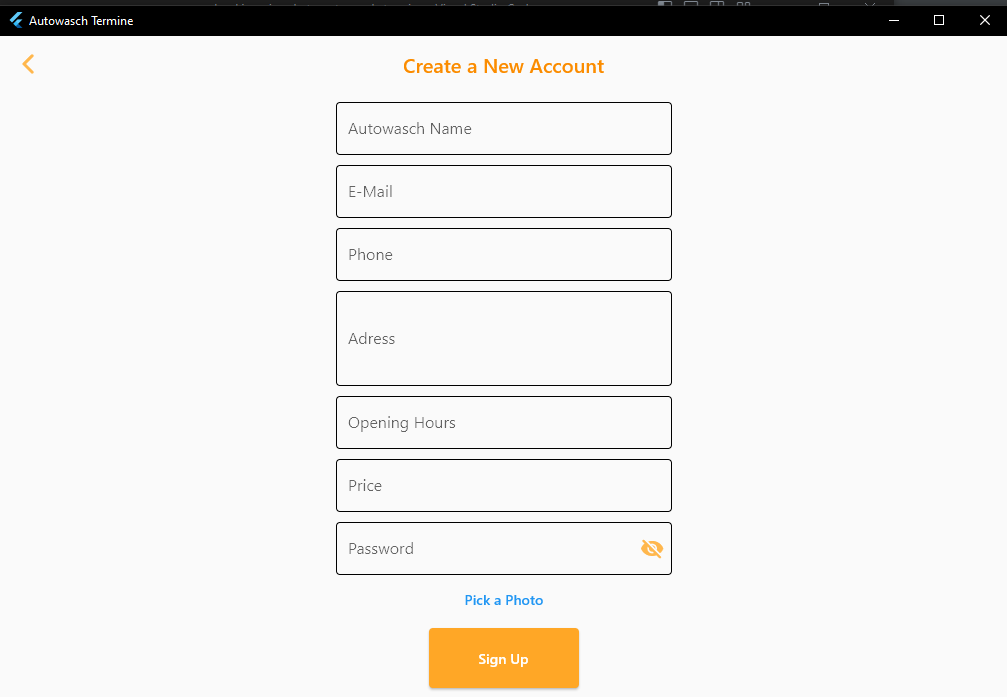 Autowasch Termine
Create a New Account
Autowasch Name
E-Mail
Phone
Adress
Opening Hours
Price
Password
Pick a Photo
Sign Up